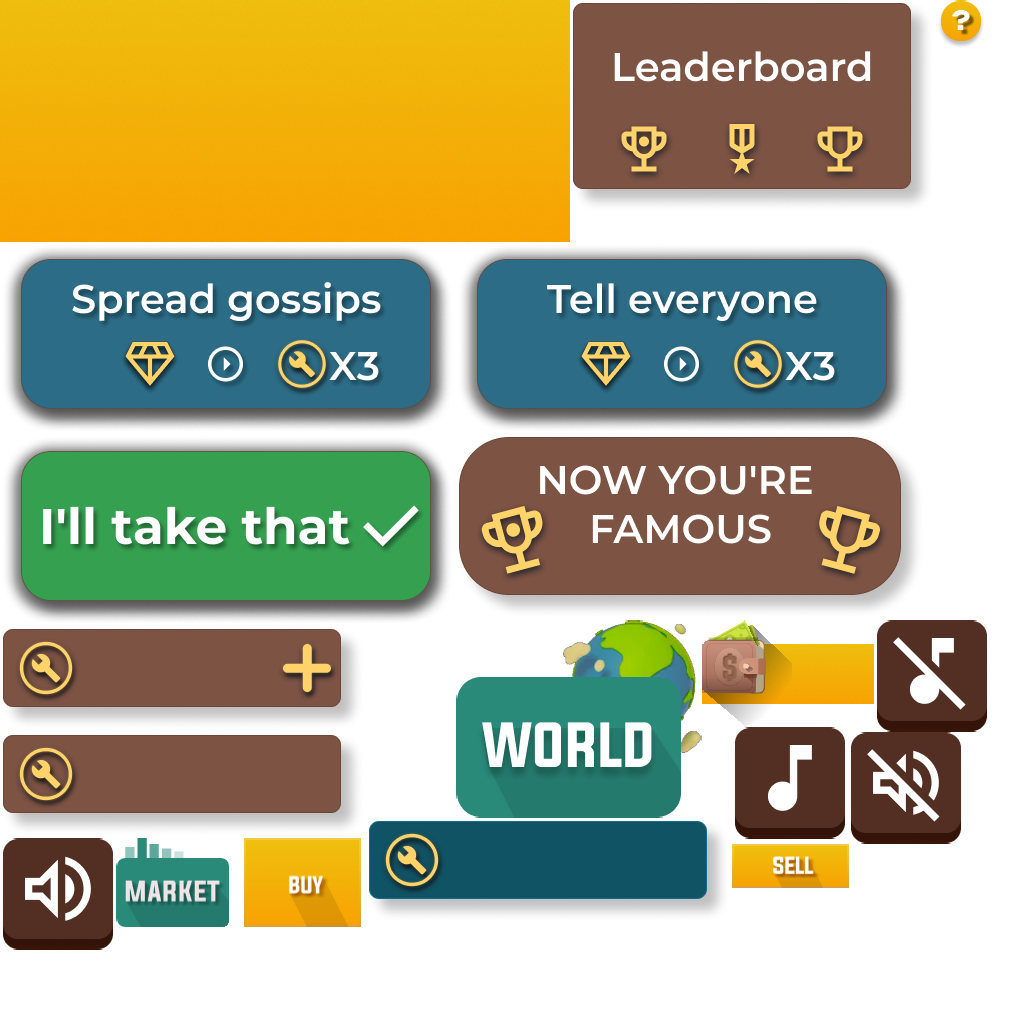 Leaderboard
?
Spread gossips
X3
Tell everyone
X3
I'll take that
NOW YOU'RE
FAMOUS
$
WORLD
MARKET
BUY
SELL